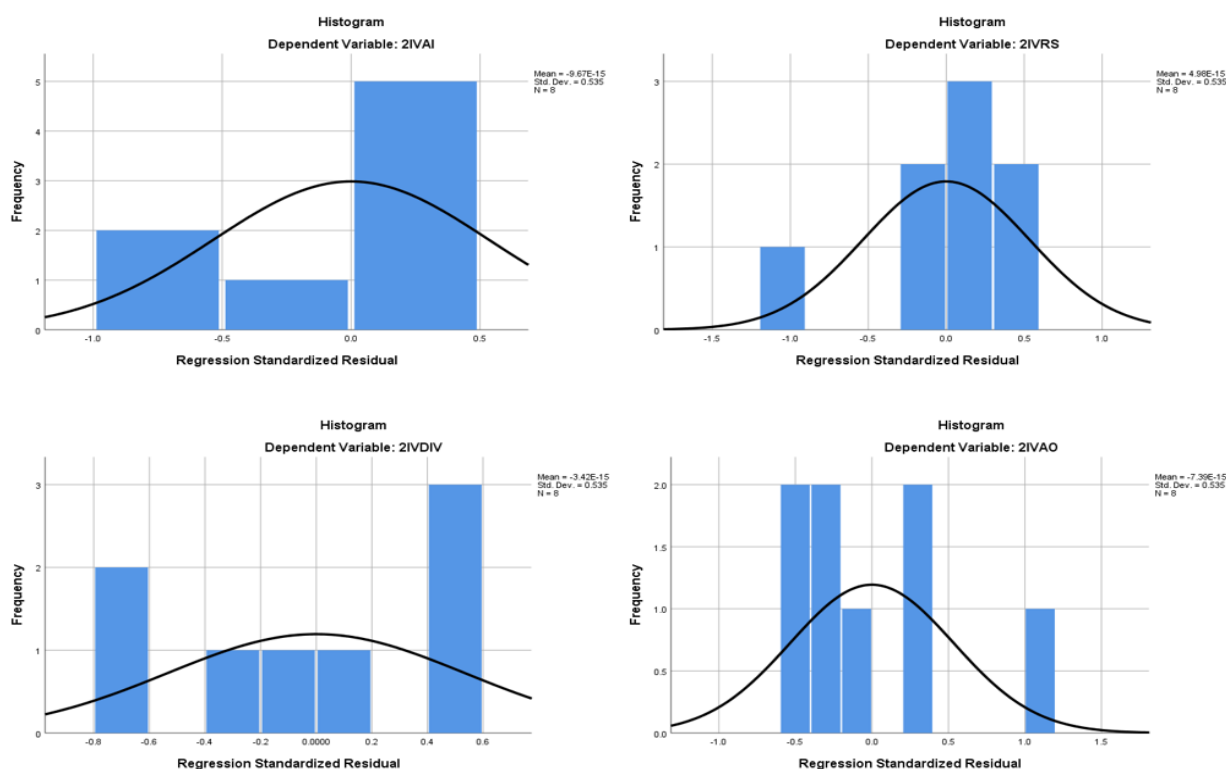 Histogram
Dependent Variable: 2IVAI
Mean = -9.67E-15
Std. Dev. = 0.535
N = 8
5
4
3
2
1
0
Frequency
-1.0
-0.5
0.0
0.5
Regression Standardized Residual
Histogram
Dependent Variable: 2IVRS
Mean = 4.98E-15
Std. Dev. = 0.535
N = 8
3
2
1
0
Frequency
-1.5
-1.0
-0.5
0.0
0.5
1.0
Regression Standardized Residual
Histogram
Dependent Variable: 2IVDIV
Mean = -3.42E-15
Std. Dev. = 0.535
N = 8
3
2
1
0
Frequency
-0.8
-0.6
-0.4
-0.2
0.0000
0.2
0.4
0.6
Regression Standardized Residual
Histogram
Dependent Variable: 2IVAO
Mean = -7.39E-15
Std. Dev. = 0.535
N = 8
2.0
1.5
1.0
0.5
0.0
Frequency
-1.0
-0.5
0.0
0.5
1.0
1.5
Regression Standardized Residual